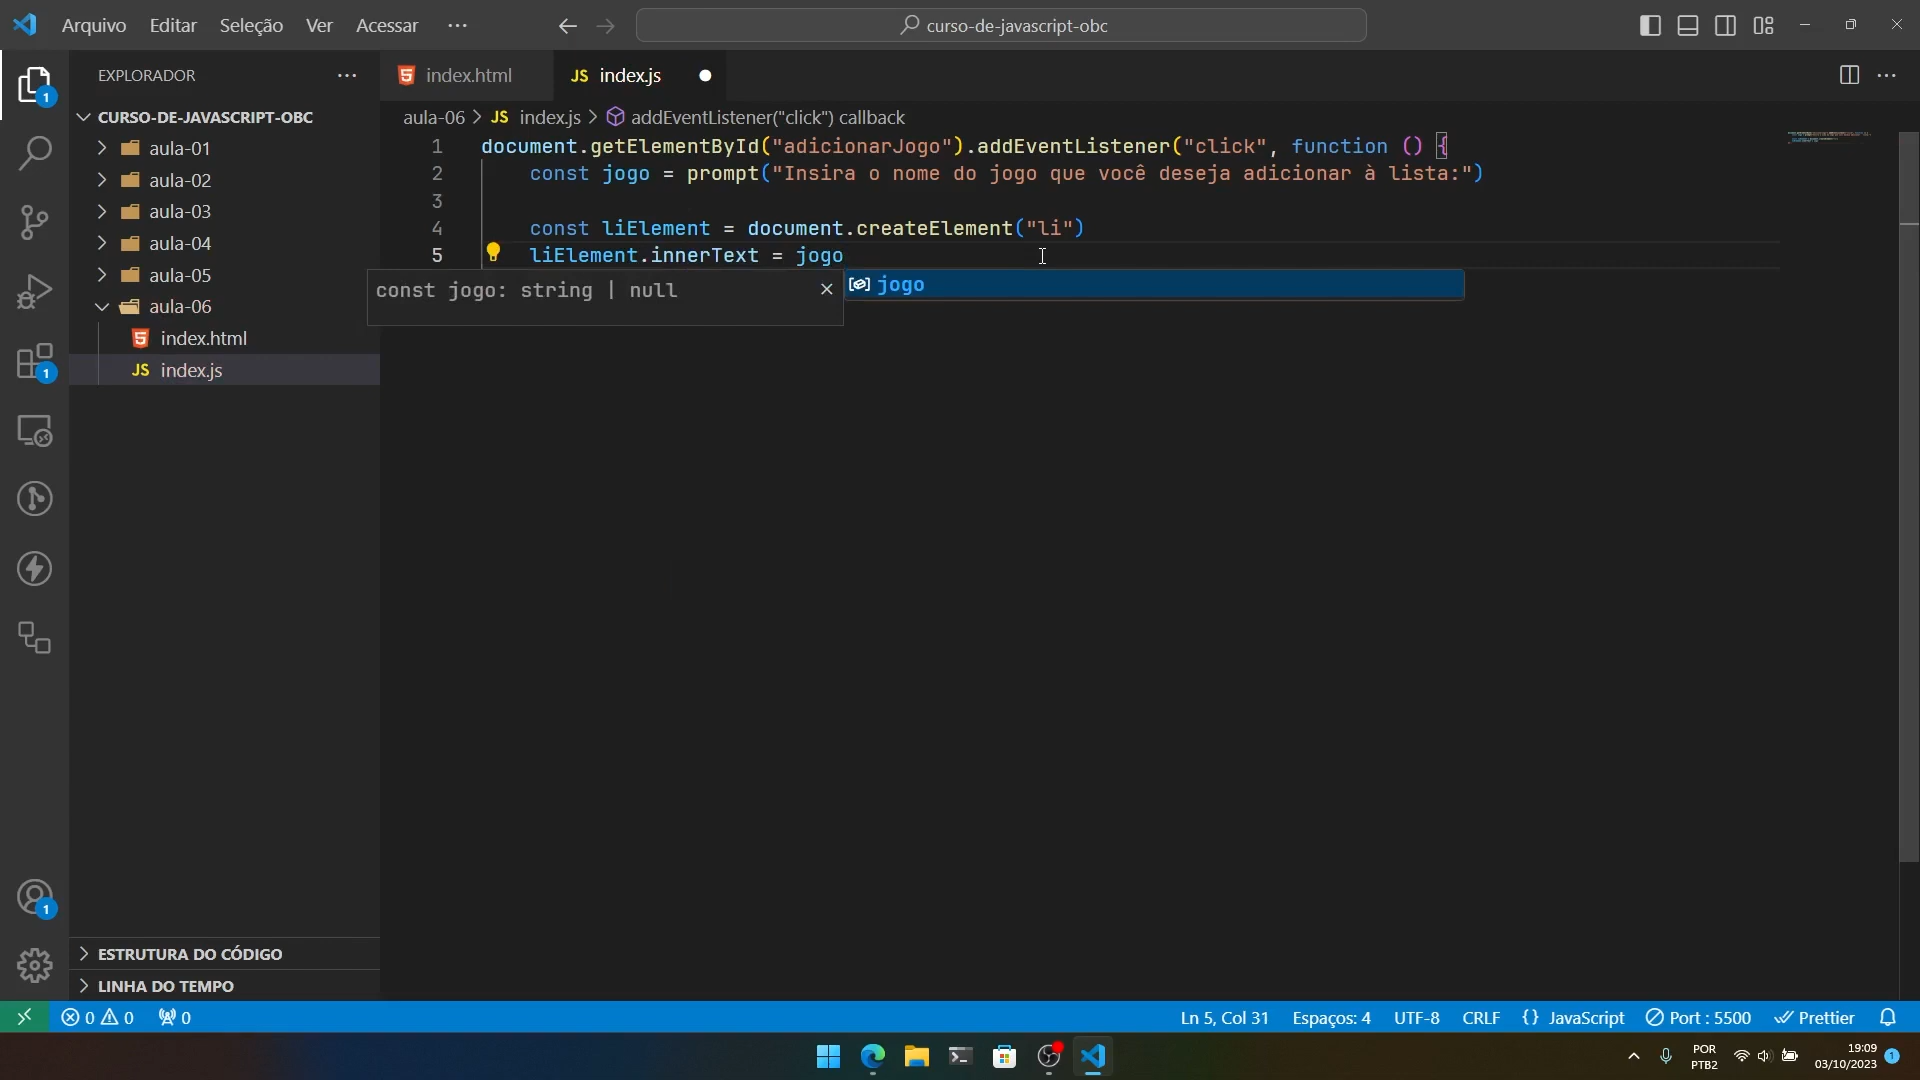 Arquivo Editar Seleção Ver Acessar ··· curso-de-javascript-obc
EXPLORADOR ···
CURSO-DE-JAVASCRIPT-OBC
aula-01
aula-02
aula-03
aula-04
aula-05
aula-06
index.html
JS index.js
ESTRUTURA DO CÓDIGO
LINHA DO TEMPO
index.html JS index.js
aula-06 > JS index.js > addEventListener("click") callback
1 document.getElementById("adicionarJogo").addEventListener("click", function () {
2 const jogo = prompt("Insira o nome do jogo que você deseja adicionar à lista:")
3
4 const liElement = document.createElement("li")
5 liElement.innerText = jogo
const jogo: string | null
jogo
1
1
1
0 0 0 Ln 5, Col 31 Espaços: 4 UTF-8 CRLF {} JavaScript Port : 5500 Prettier
POR
PTB2
19:09
03/10/2023
1